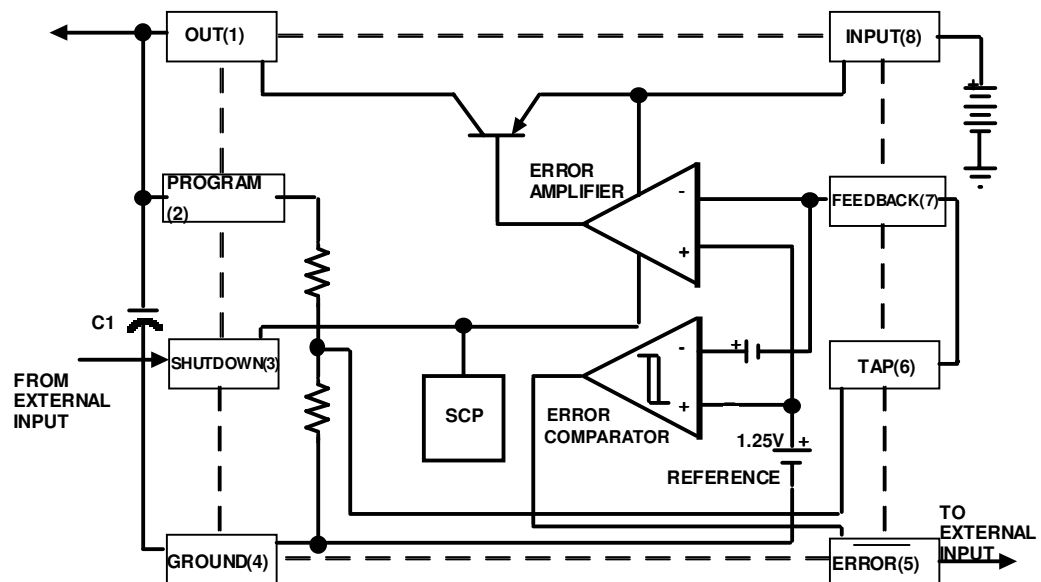 OUT(1)
INPUT(8)
+
ERROR
AMPLIFIER
-
+
PROGRAM
(2)
FEEDBACK(7)
C1
SHUTDOWN(3)
FROM
EXTERNAL
INPUT
SCP
-
+
+
ERROR
COMPARATOR
TAP(6)
1.25V +
REFERENCE
GROUND(4)
ERROR(5)
TO
EXTERNAL
INPUT